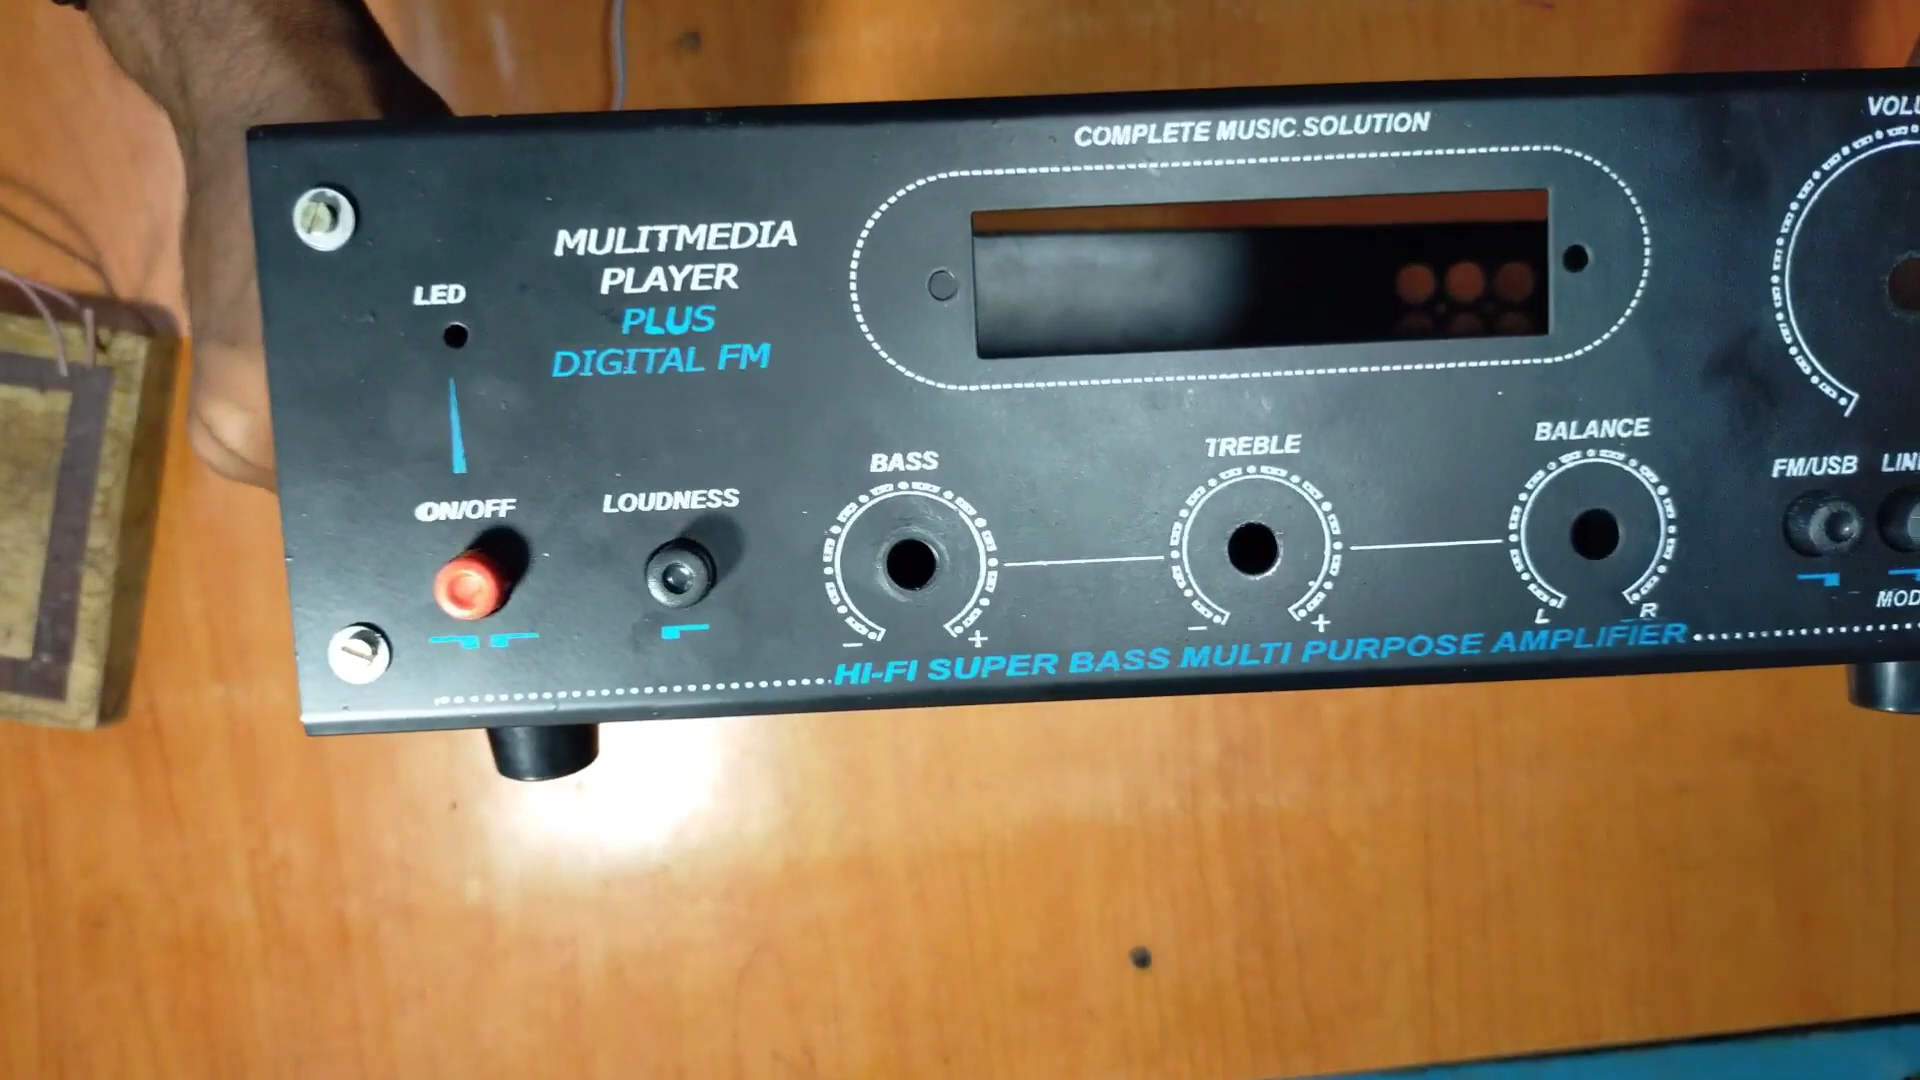 COMPLETE MUSIC SOLUTION
MULITMEDIA
PLAYER
PLUS
DIGITAL FM
LED
ON/OFF
LOUDNESS
BASS
- +
TREBLE
- +
BALANCE
L R
FM/USB
HI-FI SUPER BASS MULTI PURPOSE AMPLIFIER